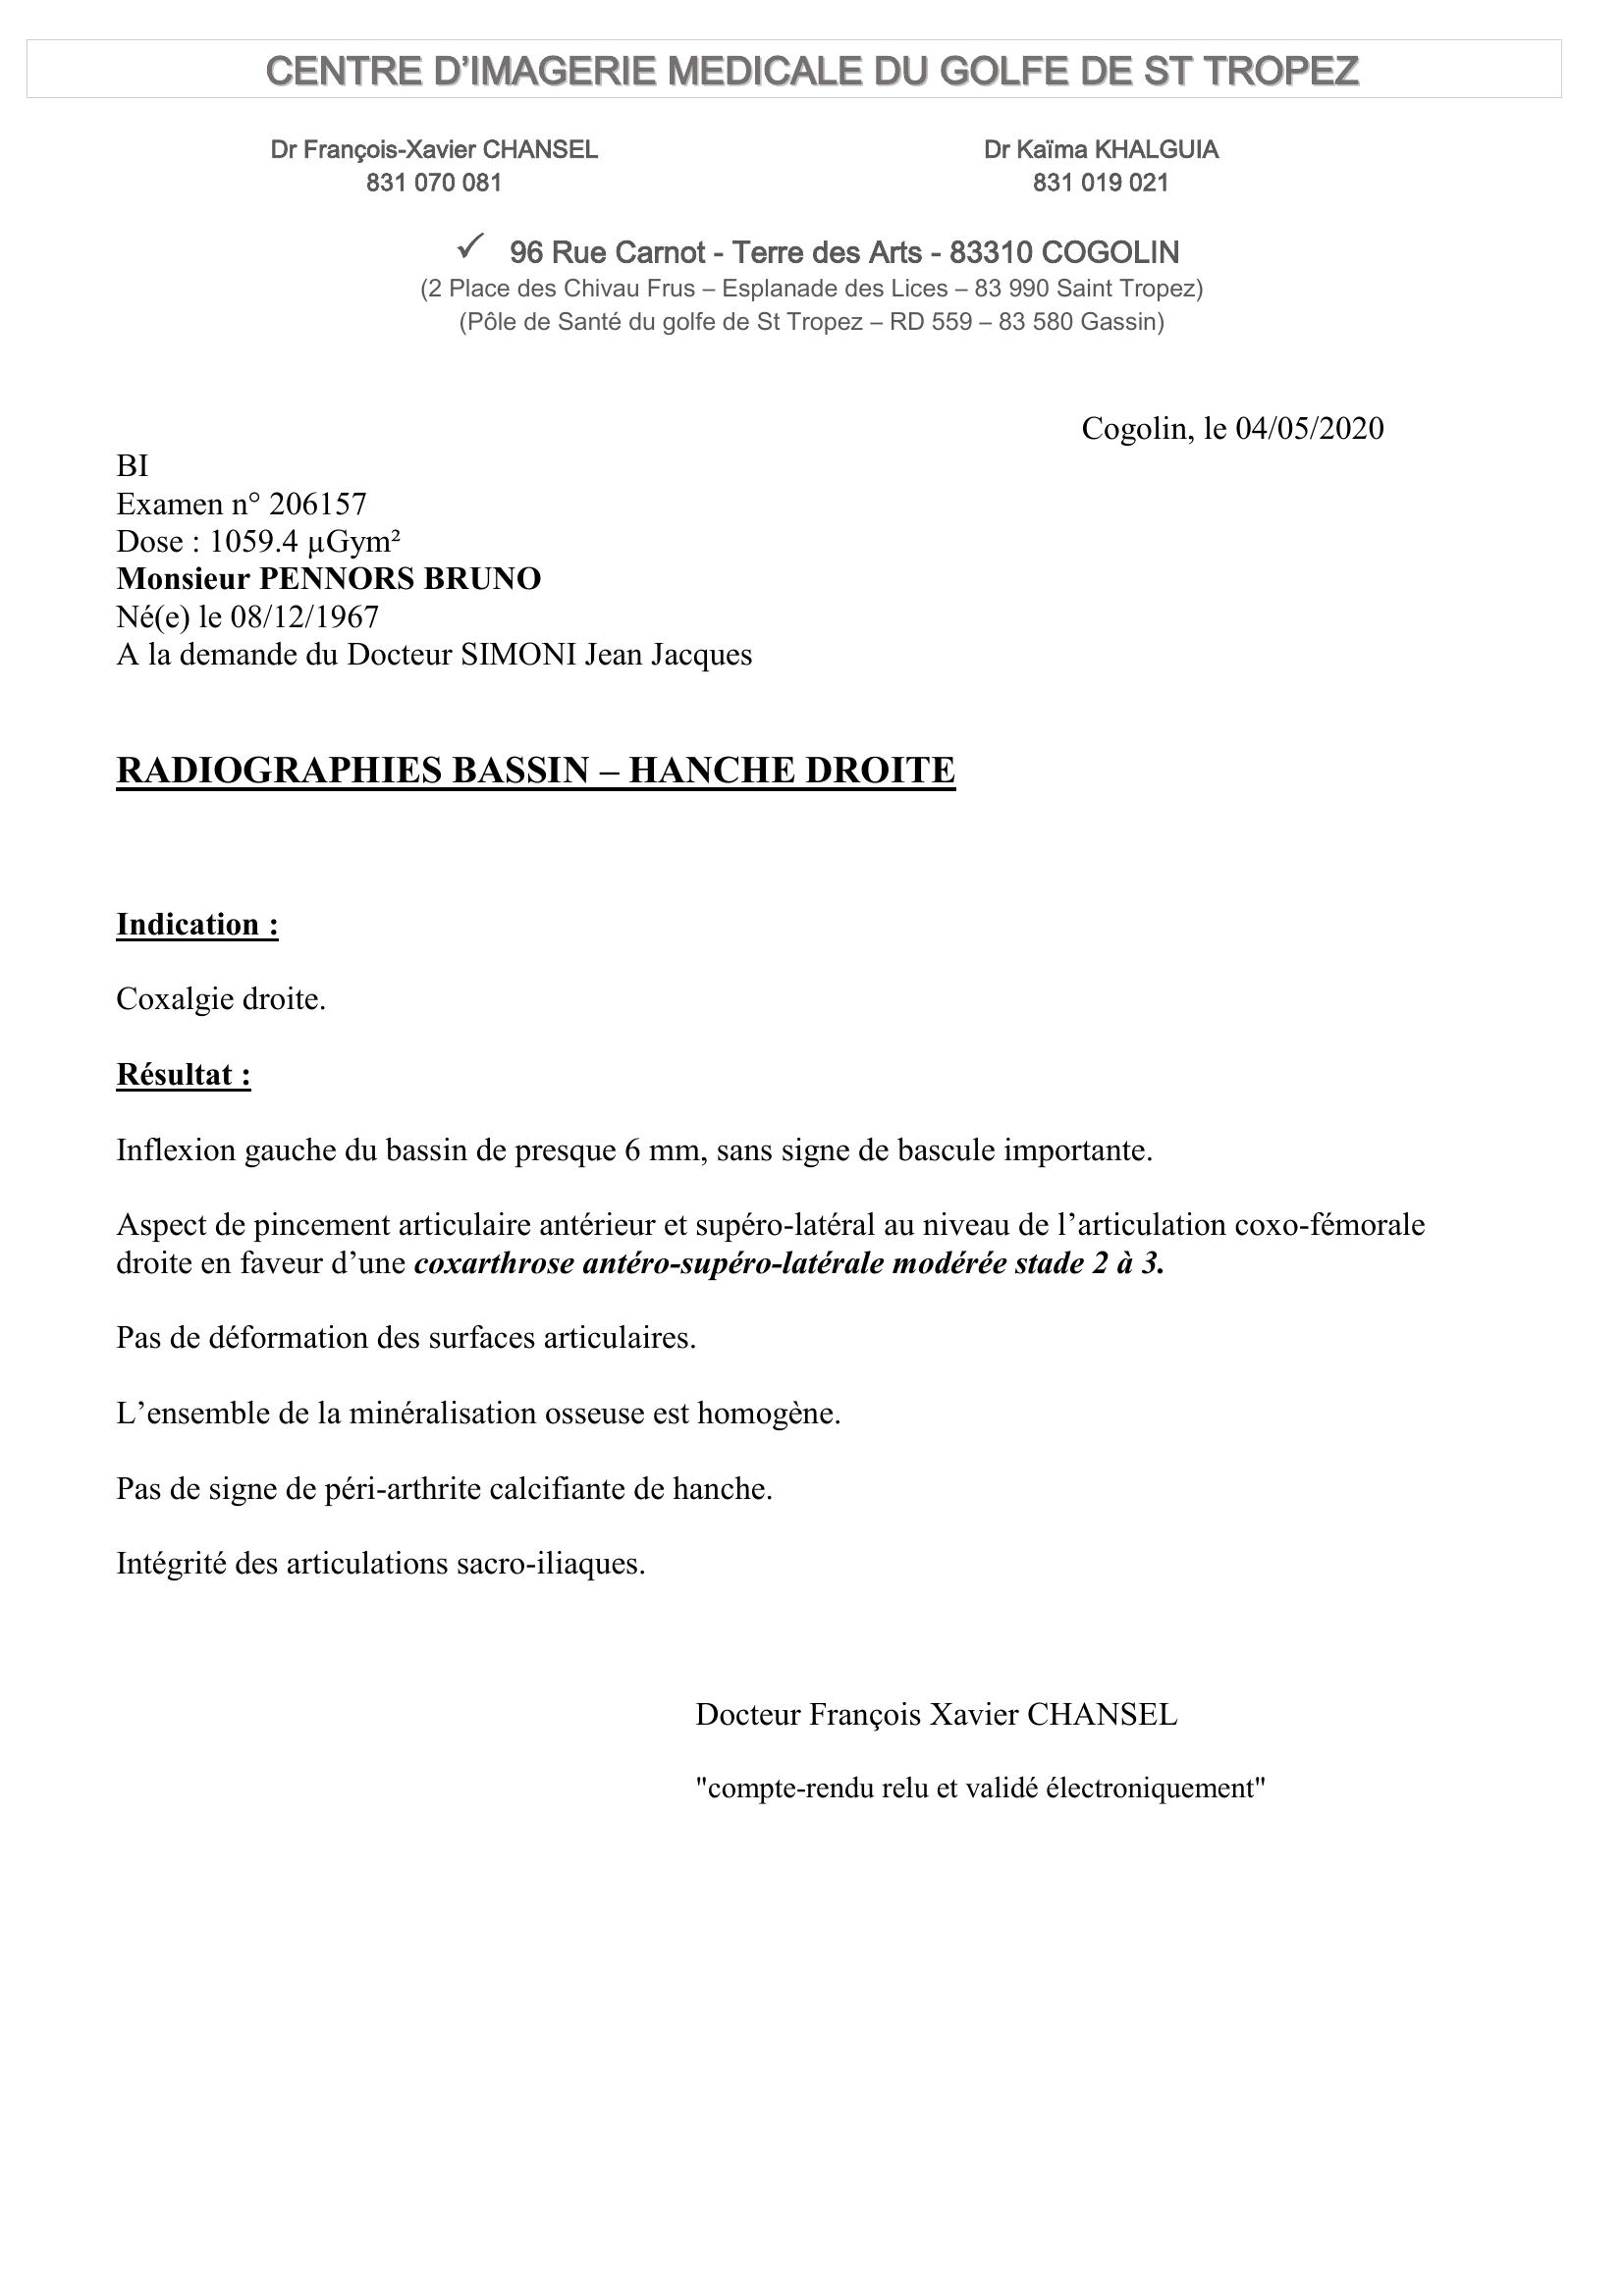 CENTRE D’IMAGERIE MEDICALE DU GOLFE DE ST TROPEZ
Dr François-Xavier CHANSEL
831 070 081
Dr Kaïma KHALGUIA
831 019 021
✓ 96 Rue Carnot - Terre des Arts - 83310 COGOLIN
(2 Place des Chivau Frus – Esplanade des Lices – 83 990 Saint Tropez)
(Pôle de Santé du golfe de St Tropez – RD 559 – 83 580 Gassin)
Cogolin, le 04/05/2020
BI
Examen n° 206157
Dose : 1059.4 µGym²
Monsieur PENNORS BRUNO
Né(e) le 08/12/1967
A la demande du Docteur SIMONI Jean Jacques
RADIOGRAPHIES BASSIN – HANCHE DROITE
Indication :
Coxalgie droite.
Résultat :
Inflexion gauche du bassin de presque 6 mm, sans signe de bascule importante.
Aspect de pincement articulaire antérieur et supéro-latéral au niveau de l’articulation coxo-fémorale
droite en faveur d’une coxarthrose antéro-supéro-latérale modérée stade 2 à 3.
Pas de déformation des surfaces articulaires.
L’ensemble de la minéralisation osseuse est homogène.
Pas de signe de péri-arthrite calcifiante de hanche.
Intégrité des articulations sacro-iliaques.
Docteur François Xavier CHANSEL
"compte-rendu relu et validé électroniquement"